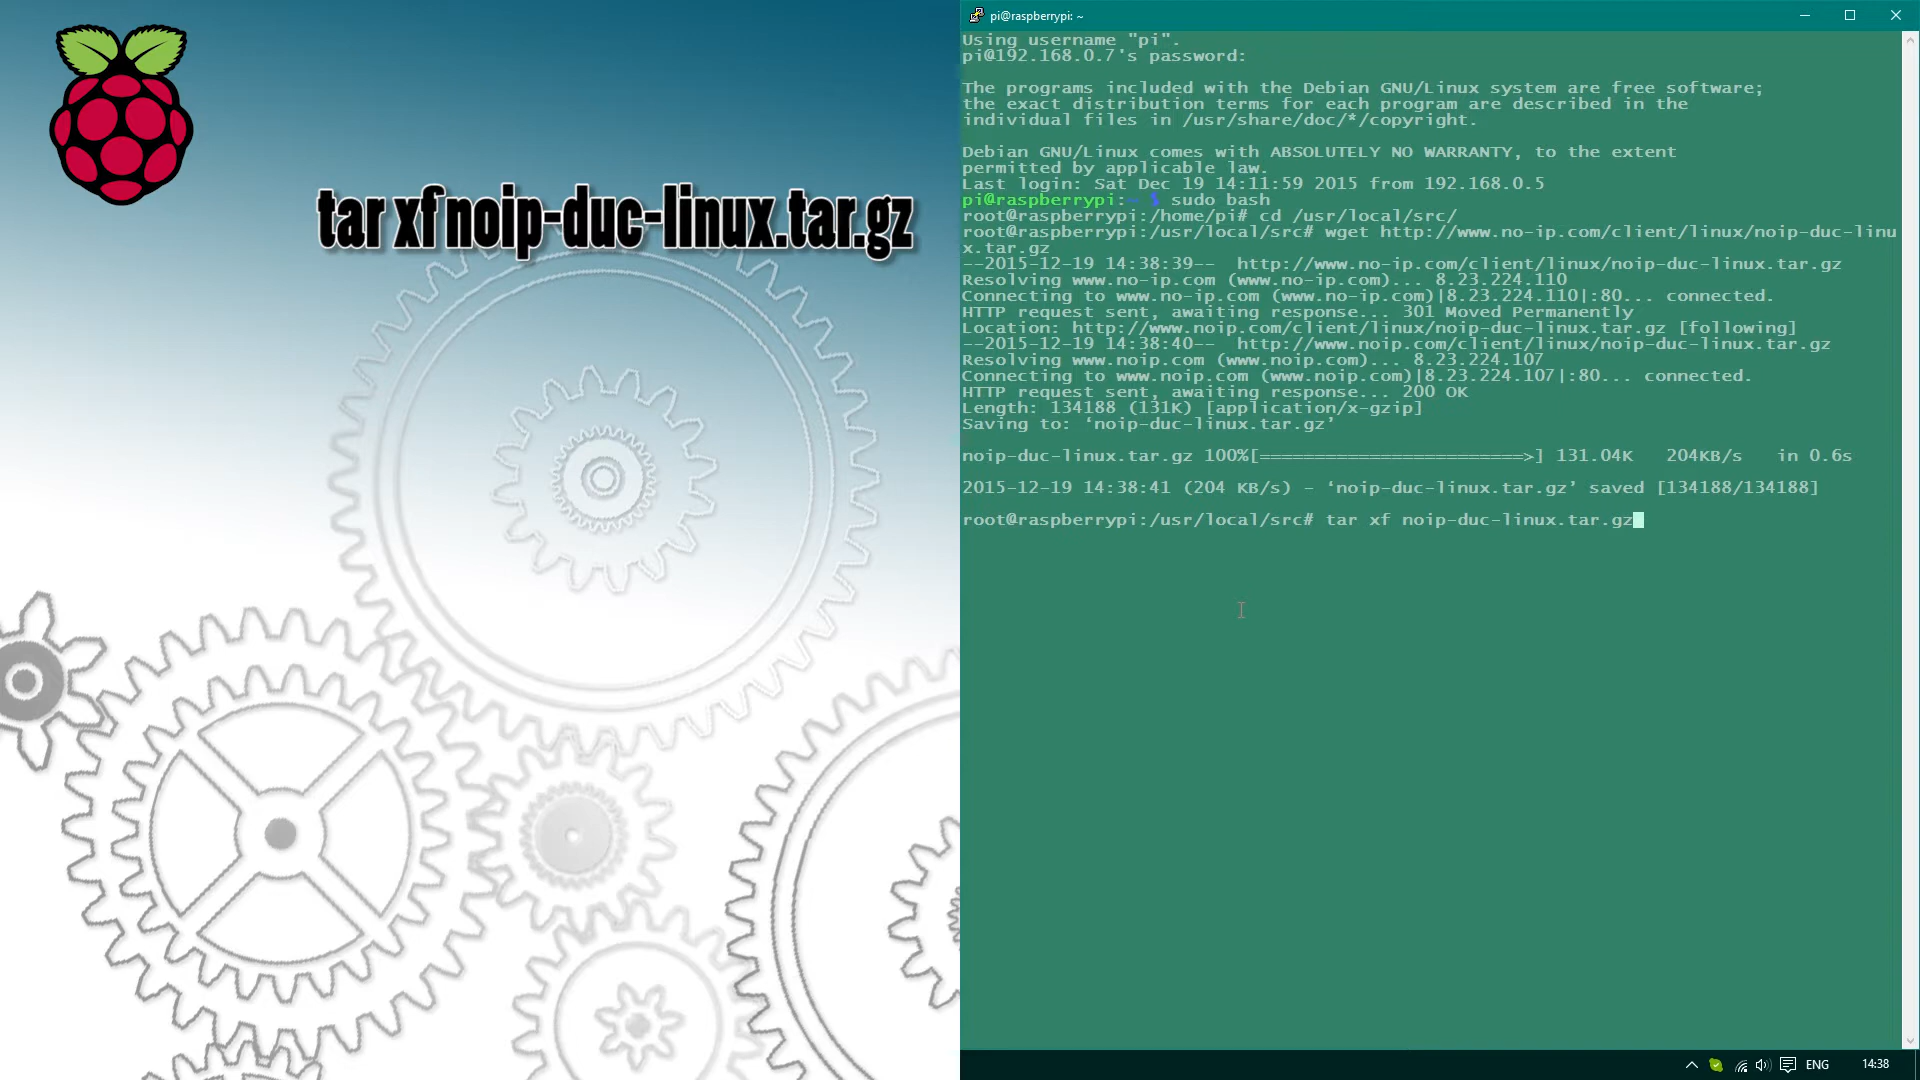 tar xf noip-duc-linux.tar.gz
pi@raspberrypi: ~
Using username "pi".
pi@192.168.0.7's password:
The programs included with the Debian GNU/Linux system are free software;
the exact distribution terms for each program are described in the
individual files in /usr/share/doc/*/copyright.
Debian GNU/Linux comes with ABSOLUTELY NO WARRANTY, to the extent
permitted by applicable law.
Last login: Sat Dec 19 14:11:59 2015 from 192.168.0.5
pi@raspberrypi:~ $ sudo bash
root@raspberrypi:/home/pi# cd /usr/local/src/
root@raspberrypi:/usr/local/src# wget http://www.no-ip.com/client/linux/noip-duc-linu
x.tar.gz
--2015-12-19 14:38:39--  http://www.no-ip.com/client/linux/noip-duc-linux.tar.gz
Resolving www.no-ip.com (www.no-ip.com)... 8.23.224.110
Connecting to www.no-ip.com (www.no-ip.com)|8.23.224.110|:80... connected.
HTTP request sent, awaiting response... 301 Moved Permanently
Location: http://www.noip.com/client/linux/noip-duc-linux.tar.gz [following]
--2015-12-19 14:38:40--  http://www.noip.com/client/linux/noip-duc-linux.tar.gz
Resolving www.noip.com (www.noip.com)... 8.23.224.107
Connecting to www.noip.com (www.noip.com)|8.23.224.107|:80... connected.
HTTP request sent, awaiting response... 200 OK
Length: 134188 (131K) [application/x-gzip]
Saving to: ‘noip-duc-linux.tar.gz’
noip-duc-linux.tar.gz 100%[========================>] 131.04K   204KB/s   in 0.6s
2015-12-19 14:38:41 (204 KB/s) - ‘noip-duc-linux.tar.gz’ saved [134188/134188]
root@raspberrypi:/usr/local/src# tar xf noip-duc-linux.tar.gz
ENG
14:38